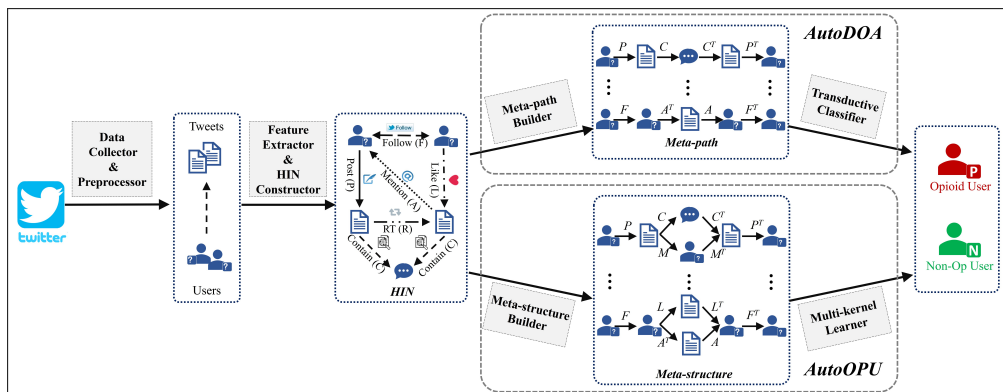 Data
Collector
&
Preprocessor
twitter
Tweets
Users
Feature
Extractor
&
HIN
Constructor
Follow
Follow (F)
Post (P)
Mention (A)
Like (L)
RT (R)
Contain (C)
Contain (C)
HIN
AutoDOA
Meta-path
Builder
P C C^T P^T
F A^T A F^T
Meta-path
Transductive
Classifier
Meta-structure
Builder
P C C^T P^T
M M^T
F L L^T F^T
A^T A
Meta-structure
Multi-kernel
Learner
AutoOPU
P
Opioid User
N
Non-Op User